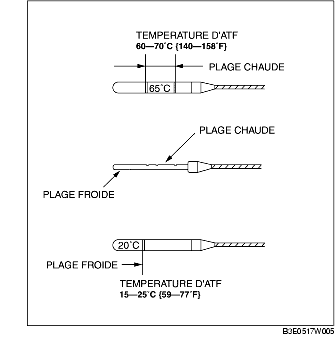 TEMPERATURE D'ATF
60—70˚C {140—158˚F}
PLAGE CHAUDE
65˚C
PLAGE CHAUDE
PLAGE FROIDE
20˚C
PLAGE FROIDE
TEMPERATURE D'ATF
15—25˚C {59—77˚F}
B3E0517W005